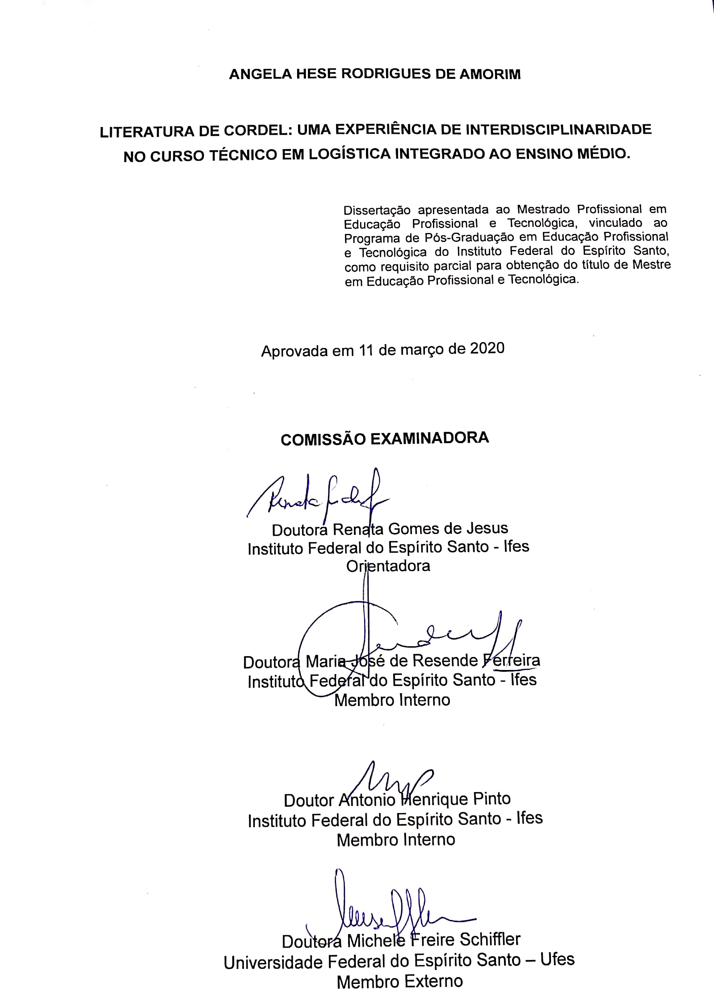 ANGELA HESE RODRIGUES DE AMORIM
LITERATURA DE CORDEL: UMA EXPERIÊNCIA DE INTERDISCIPLINARIDADE
NO CURSO TÉCNICO EM LOGÍSTICA INTEGRADO AO ENSINO MÉDIO.
Dissertação apresentada ao Mestrado Profissional em
Educação Profissional e Tecnológica, vinculado ao
Programa de Pós-Graduação em Educação Profissional
e Tecnológica do Instituto Federal do Espírito Santo,
como requisito parcial para obtenção do título de Mestre
em Educação Profissional e Tecnológica.
Aprovada em 11 de março de 2020
COMISSÃO EXAMINADORA
Doutora Renata Gomes de Jesus
Instituto Federal do Espírito Santo - Ifes
Orientadora
Doutora Maria José de Resende Ferreira
Instituto Federal do Espírito Santo - Ifes
Membro Interno
Doutor Antonio Henrique Pinto
Instituto Federal do Espírito Santo - Ifes
Membro Interno
Doutora Michele Freire Schiffler
Universidade Federal do Espírito Santo – Ufes
Membro Externo